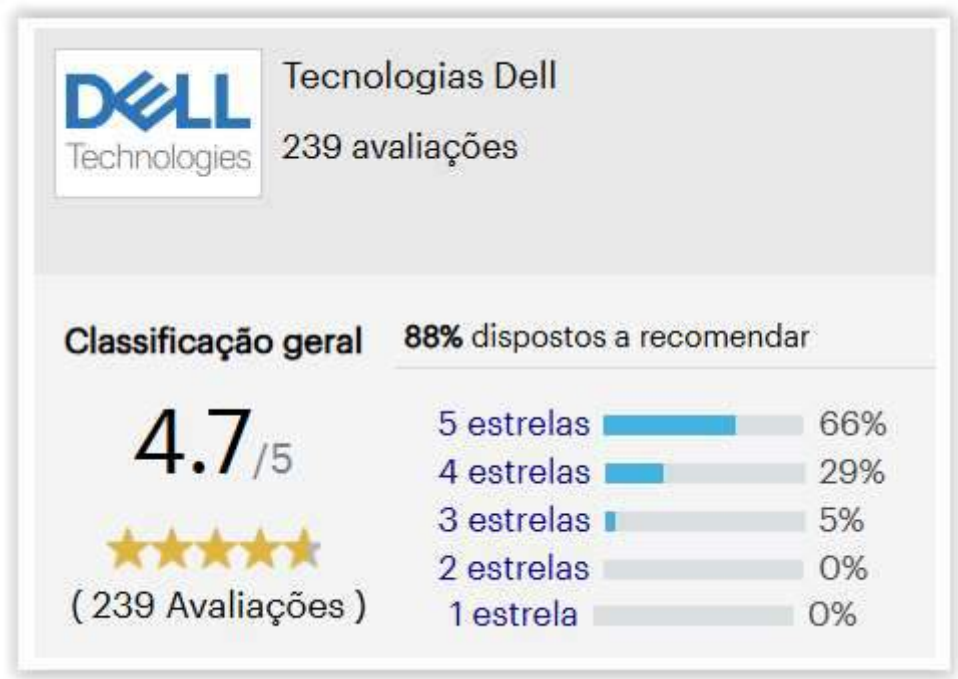 DELL
Technologies
Tecnologias Dell
239 avaliações
Classificação geral
4.7/5
( 239 Avaliações )
88% dispostos a recomendar
5 estrelas 66%
4 estrelas 29%
3 estrelas 5%
2 estrelas 0%
1 estrela 0%